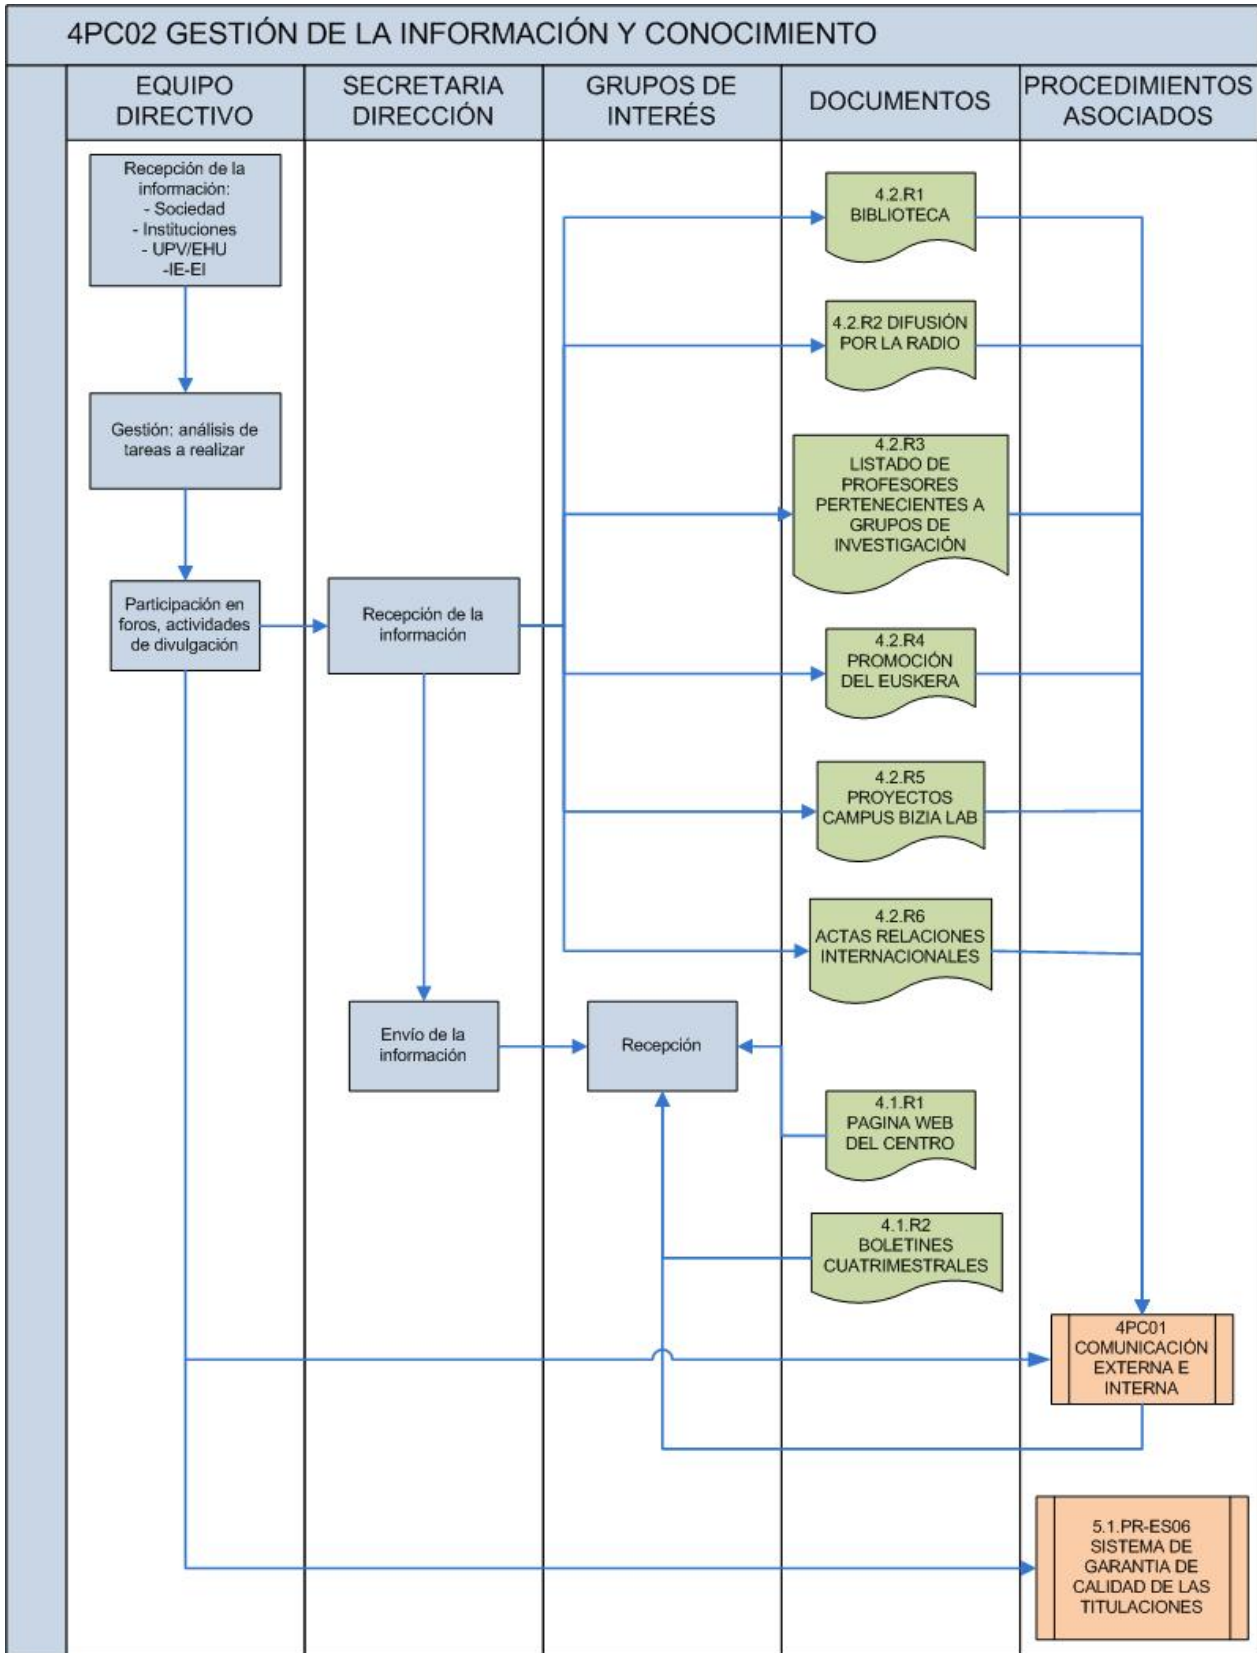 4PC02 GESTIÓN DE LA INFORMACIÓN Y CONOCIMIENTO
EQUIPO
DIRECTIVO
SECRETARIA
DIRECCIÓN
GRUPOS DE
INTERÉS
DOCUMENTOS
PROCEDIMIENTOS
ASOCIADOS
Recepción de la
información:
- Sociedad
- Instituciones
- UPV/EHU
-IE-EI
Gestión: análisis de
tareas a realizar
Participación en
foros, actividades
de divulgación
Recepción de la
información
Envío de la
información
Recepción
4.2.R1
BIBLIOTECA
4.2.R2 DIFUSIÓN
POR LA RADIO
4.2.R3
LISTADO DE
PROFESORES
PERTENECIENTES A
GRUPOS DE
INVESTIGACIÓN
4.2.R4
PROMOCIÓN
DEL EUSKERA
4.2.R5
PROYECTOS
CAMPUS BIZIA LAB
4.2.R6
ACTAS RELACIONES
INTERNACIONALES
4.1.R1
PAGINA WEB
DEL CENTRO
4.1.R2
BOLETINES
CUATRIMESTRALES
4PC01
COMUNICACIÓN
EXTERNA E
INTERNA
5.1.PR-ES06
SISTEMA DE
GARANTIA DE
CALIDAD DE LAS
TITULACIONES